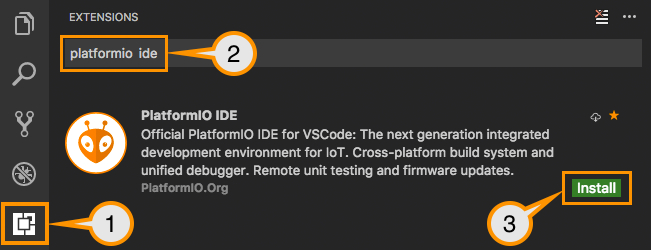 EXTENSIONS
platformio ide
2
PlatformIO IDE
Official PlatformIO IDE for VSCode: The next generation integrated
development environment for IoT. Cross-platform build system and
unified debugger. Remote unit testing and firmware updates.
PlatformIO.Org
Install
1
3